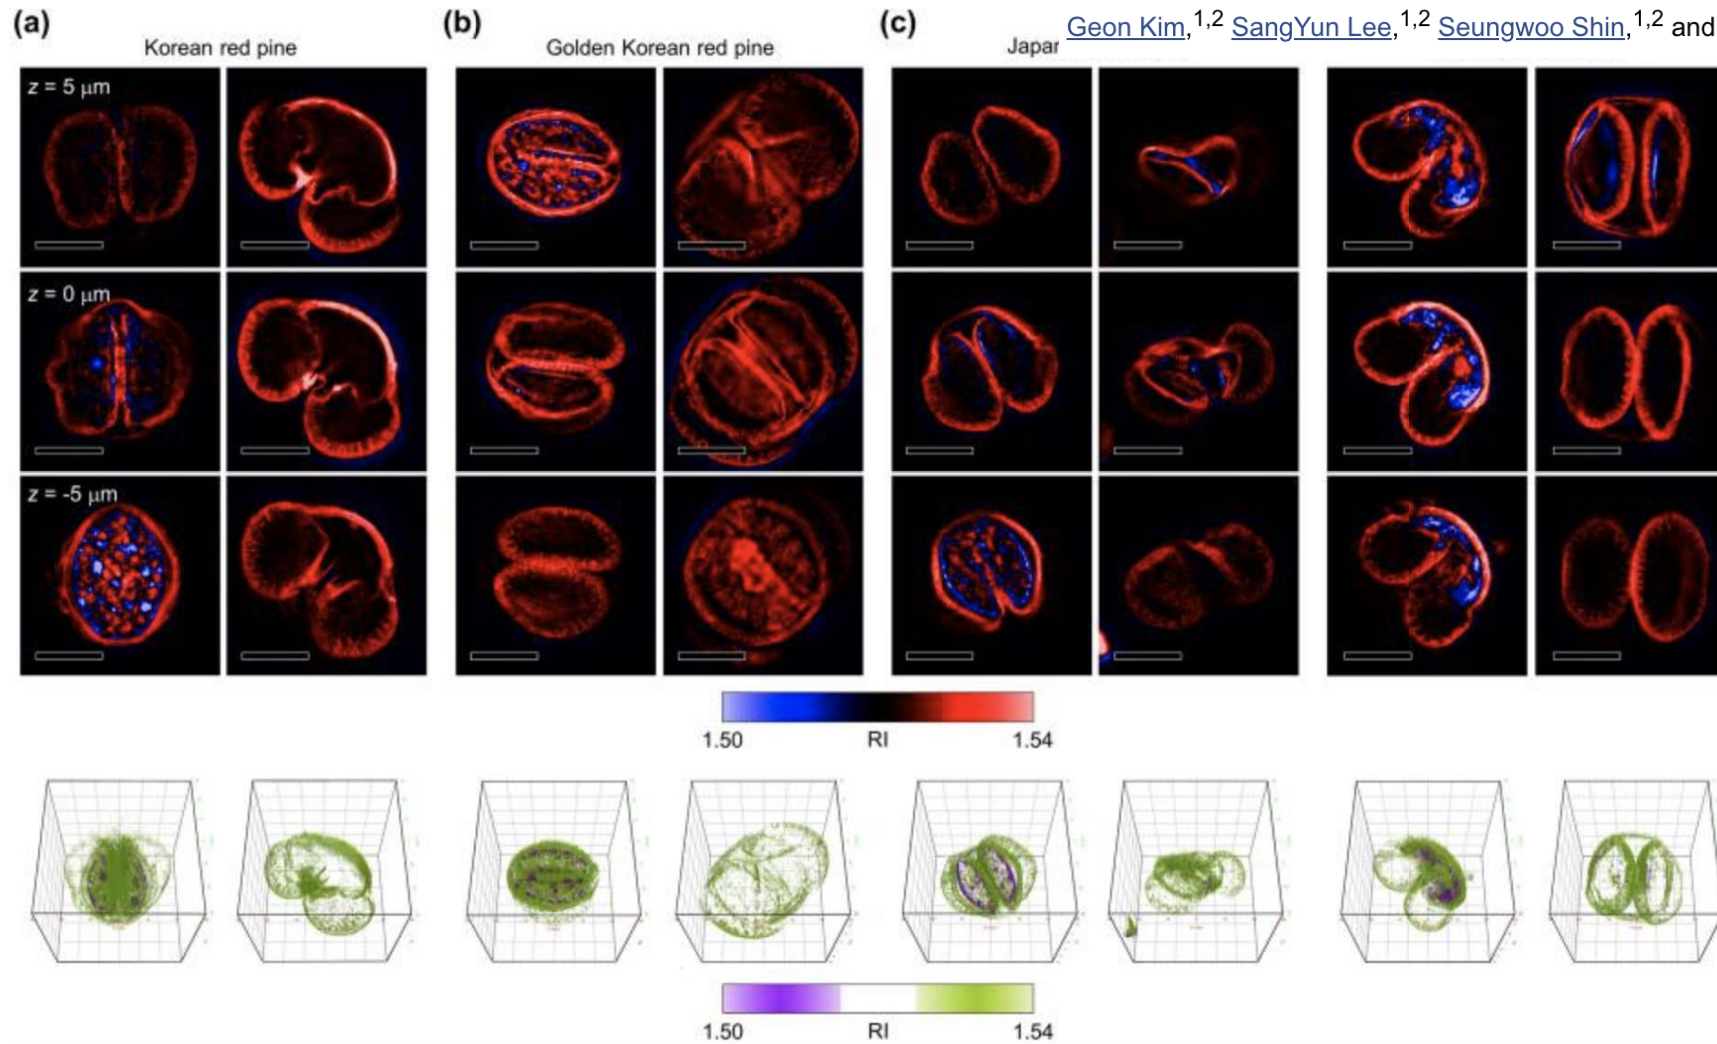 (a)
Korean red pine
(b)
Golden Korean red pine
(c)
Japar
Geon Kim,1,2 SangYun Lee,1,2 Seungwoo Shin,1,2 and
z = 5 μm
z = 0 μm
z = -5 μm
1.50 RI 1.54
1.50 RI 1.54